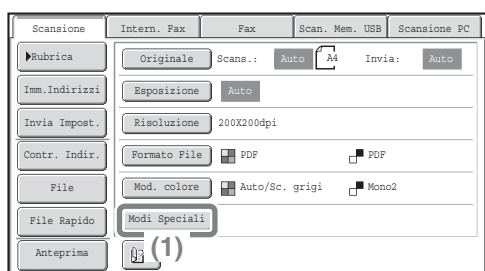 Scansione Intern. Fax Fax Scan. Mem. USB Scansione PC
Rubrica Originale Scans.: Auto A4 Invia: Auto
Imm.Indirizzi Esposizione Auto
Invia Impost. Risoluzione 200X200dpi
Contr. Indir. Formato File PDF PDF
File Mod. colore Auto/Sc. grigi Mono2
File Rapido Modi Speciali
Anteprima (1)